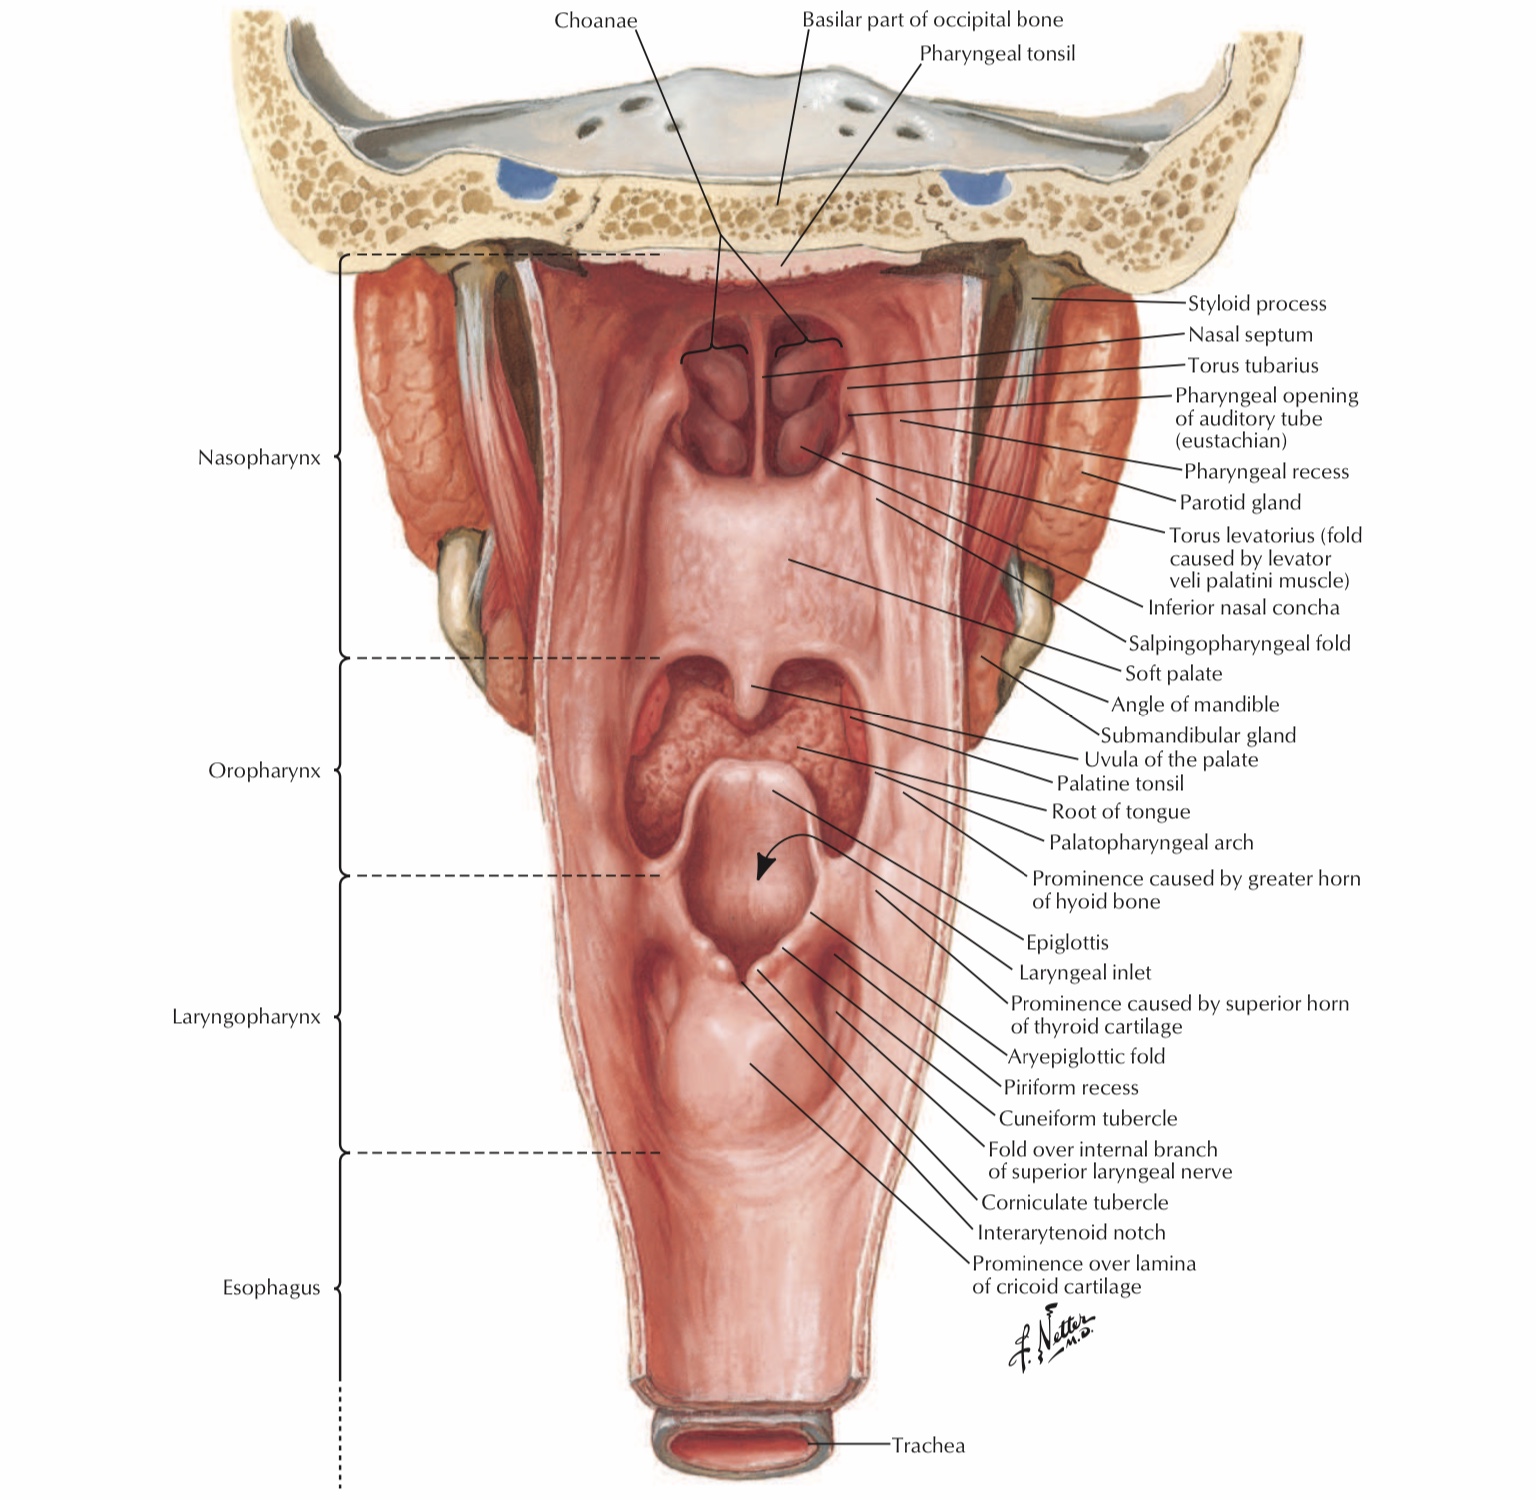 Choanae
Basilar part of occipital bone
Pharyngeal tonsil
Styloid process
Nasal septum
Torus tubarius
Pharyngeal opening
of auditory tube
(eustachian)
Pharyngeal recess
Parotid gland
Torus levatorius (fold
caused by levator
veli palatini muscle)
Inferior nasal concha
Salpingopharyngeal fold
Soft palate
Angle of mandible
Submandibular gland
Uvula of the palate
Palatine tonsil
Root of tongue
Palatopharyngeal arch
Prominence caused by greater horn
of hyoid bone
Epiglottis
Laryngeal inlet
Prominence caused by superior horn
of thyroid cartilage
Aryepiglottic fold
Piriform recess
Cuneiform tubercle
Fold over internal branch
of superior laryngeal nerve
Corniculate tubercle
Interarytenoid notch
Prominence over lamina
of cricoid cartilage
Nasopharynx
Oropharynx
Laryngopharynx
Esophagus
F. Netter
M.D.
Trachea